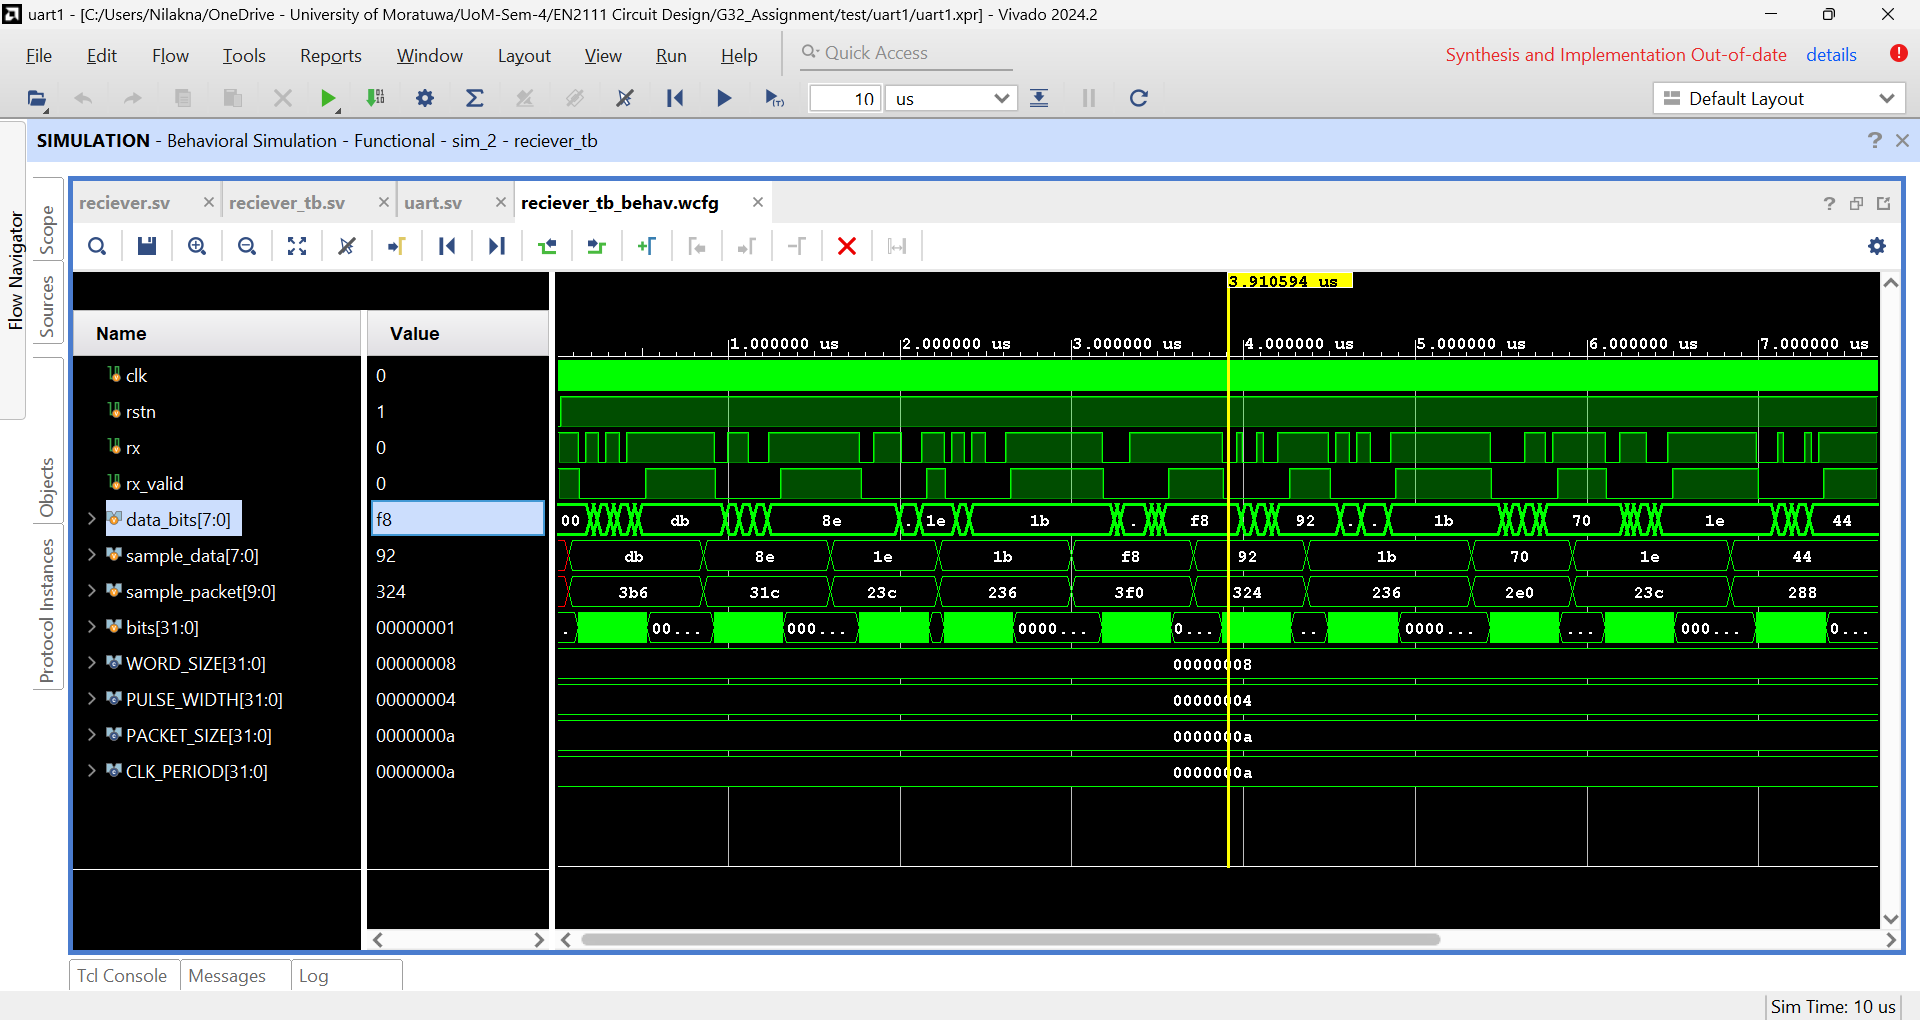 uart1 - [C:/Users/Nilakna/OneDrive - University of Moratuwa/UoM-Sem-4/EN2111 Circuit Design/G32_Assignment/test/uart1/uart1.xpr] - Vivado 2024.2
File Edit Flow Tools Reports Window Layout View Run Help Quick Access Synthesis and Implementation Out-of-date details
10 us Default Layout
SIMULATION - Behavioral Simulation - Functional - sim_2 - reciever_tb
Flow Navigator
Scope
Sources
Objects
Protocol Instances
reciever.sv reciever_tb.sv uart.sv reciever_tb_behav.wcfg
3.910594 us
Name Value
1.000000 us 2.000000 us 3.000000 us 4.000000 us 5.000000 us 6.000000 us 7.000000 us
clk 0
rstn 1
rx 0
rx_valid 0
data_bits[7:0] f8 00 db 8e . 1e 1b . f8 92 . . 1b 70 1e 44
sample_data[7:0] 92 db 8e 1e 1b f8 92 1b 70 1e 44
sample_packet[9:0] 324 3b6 31c 23c 236 3f0 324 236 2e0 23c 288
bits[31:0] 00000001 . 00... 000... 0000... 0... .. 0000... ... 000... 0...
WORD_SIZE[31:0] 00000008 00000008
PULSE_WIDTH[31:0] 00000004 00000004
PACKET_SIZE[31:0] 0000000a 0000000a
CLK_PERIOD[31:0] 0000000a 0000000a
Tcl Console Messages Log
Sim Time: 10 us